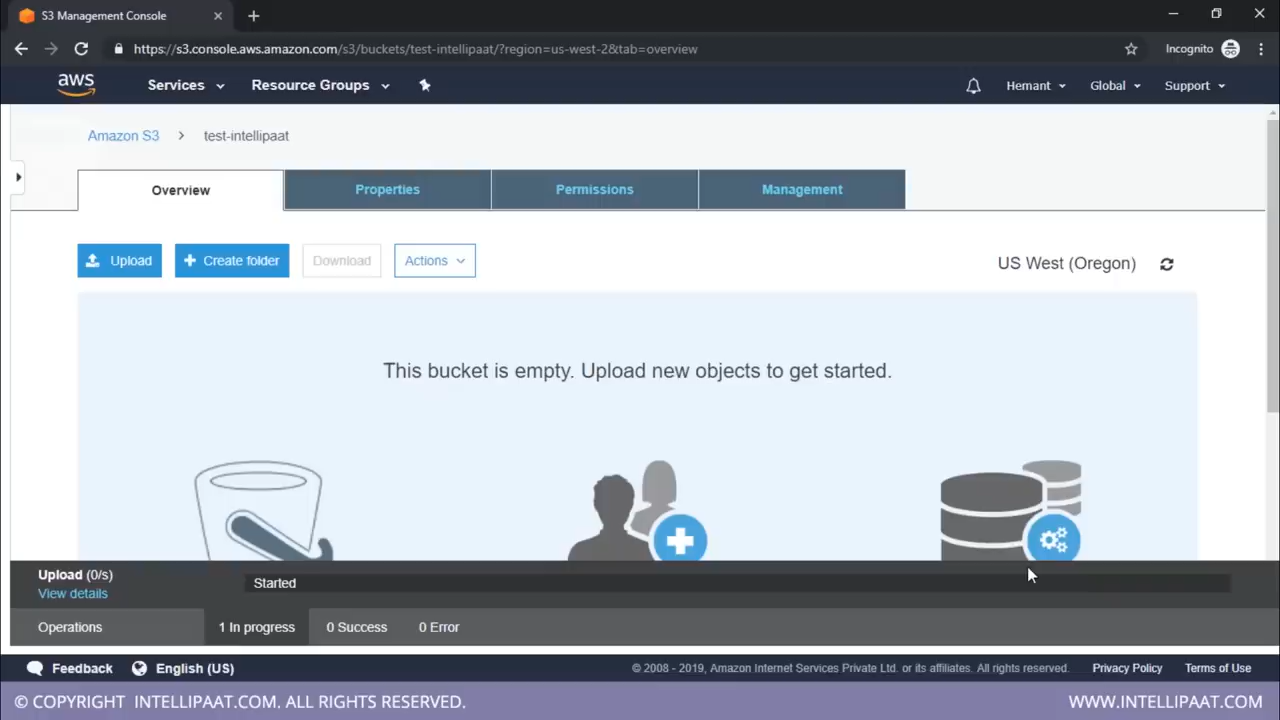 S3 Management Console
https://s3.console.aws.amazon.com/s3/buckets/test-intellipaat/?region=us-west-2&tab=overview
Incognito
aws
Services
Resource Groups
Hemant
Global
Support
Amazon S3
test-intellipaat
Overview
Properties
Permissions
Management
Upload
Create folder
Download
Actions
US West (Oregon)
This bucket is empty. Upload new objects to get started.
Upload (0/s)
Started
View details
Operations
1 In progress
0 Success
0 Error
Feedback
English (US)
© 2008 - 2019, Amazon Internet Services Private Ltd. or its affiliates. All rights reserved.
Privacy Policy
Terms of Use
© COPYRIGHT INTELLIPAAT.COM, ALL RIGHTS RESERVED.
WWW.INTELLIPAAT.COM